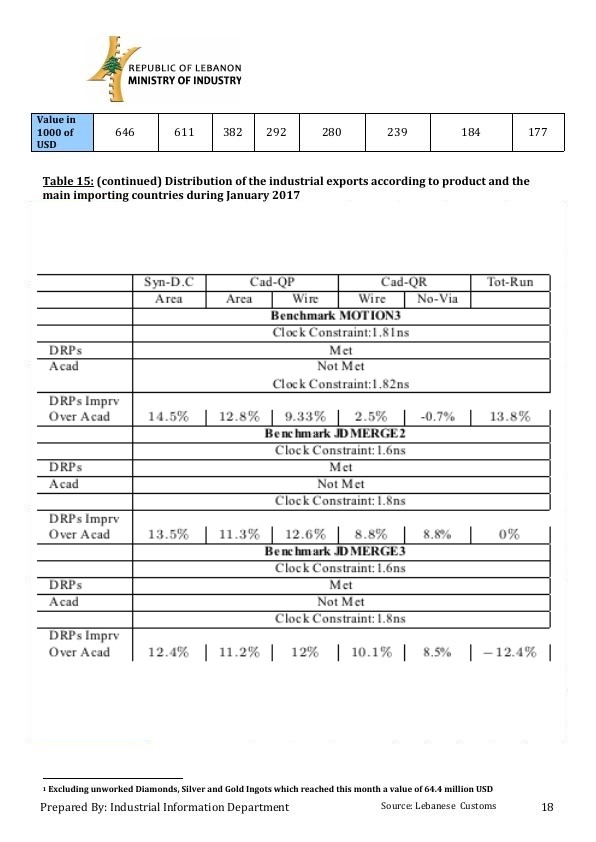 REPUBLIC OF LEBANON
MINISTRY OF INDUSTRY
Value in 1000 of USD 646 611 382 292 280 239 184 177
Table 15: (continued) Distribution of the industrial exports according to product and the
main importing countries during January 2017
Syn-D.C Cad-QP Cad-QR Tot-Run
Area Area Wire Wire No-Via
Benchmark MOTION3
Clock Constraint:1.81ns
DRPs Met
Acad Not Met
Clock Constraint:1.82ns
DRPs Imprv
Over Acad 14.5% 12.8% 9.33% 2.5% -0.7% 13.8%
Benchmark JDMERGE2
Clock Constraint:1.6ns
DRPs Met
Acad Not Met
Clock Constraint:1.8ns
DRPs Imprv
Over Acad 13.5% 11.3% 12.6% 8.8% 8.8% 0%
Benchmark JDMERGE3
Clock Constraint:1.6ns
DRPs Met
Acad Not Met
Clock Constraint:1.8ns
DRPs Imprv
Over Acad 12.4% 11.2% 12% 10.1% 8.5% −12.4%
1 Excluding unworked Diamonds, Silver and Gold Ingots which reached this month a value of 64.4 million USD
Prepared By: Industrial Information Department Source: Lebanese Customs 18